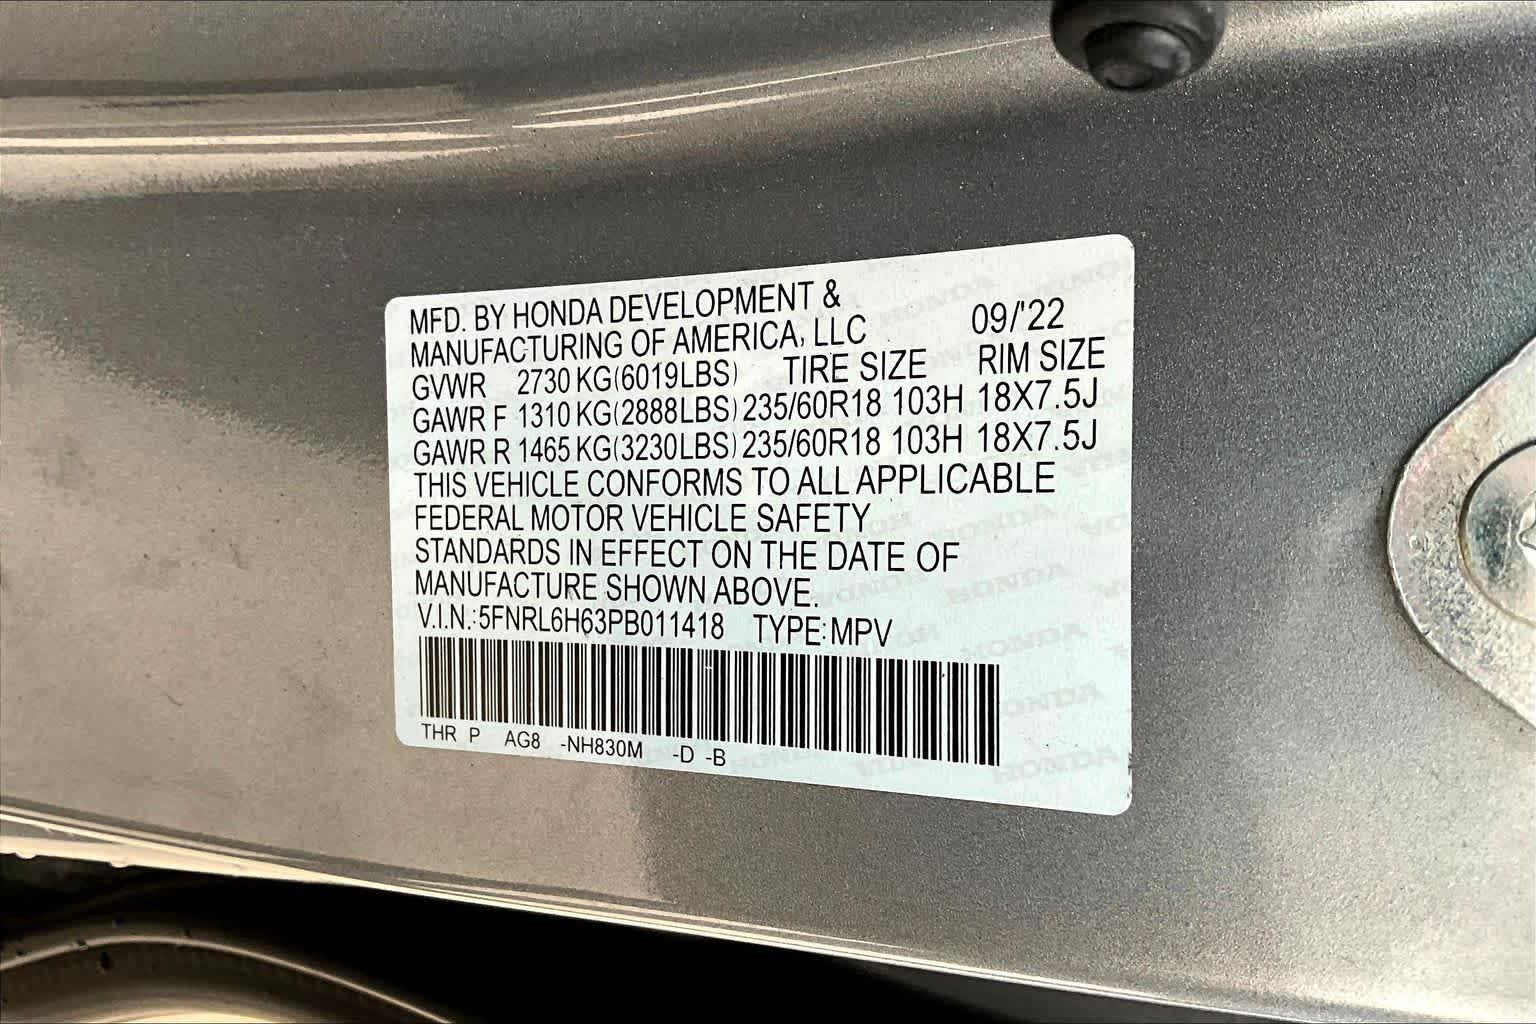 MFD. BY HONDA DEVELOPMENT &
MANUFACTURING OF AMERICA, LLC 09/'22
GVWR 2730 KG(6019LBS) TIRE SIZE RIM SIZE
GAWR F 1310 KG(2888LBS) 235/60R18 103H 18X7.5J
GAWR R 1465 KG(3230LBS) 235/60R18 103H 18X7.5J
THIS VEHICLE CONFORMS TO ALL APPLICABLE
FEDERAL MOTOR VEHICLE SAFETY
STANDARDS IN EFFECT ON THE DATE OF
MANUFACTURE SHOWN ABOVE.
V.I.N.:5FNRL6H63PB011418 TYPE:MPV
THR P AG8 -NH830M -D -B